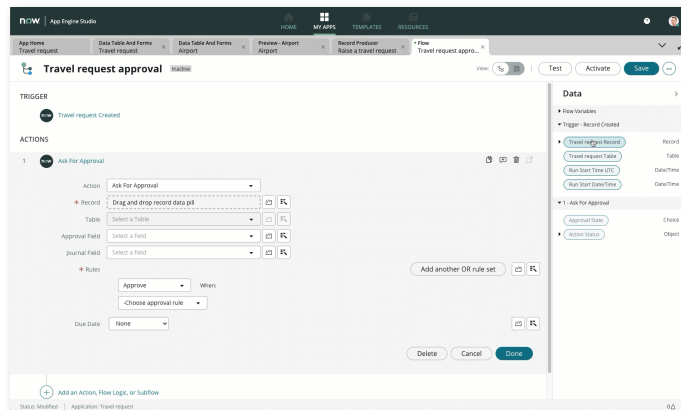 now App Engine Studio
HOME MY APPS TEMPLATES RESOURCES
App Home
Travel request
Data Table And Forms
Travel request
Data Table And Forms
Airport
Preview - Airport
Airport
Record Producer
Raise a travel request
• Flow
Travel request appro...
Travel request approval Inactive View: Test Activate Save
TRIGGER
now Travel request Created
ACTIONS
1 now Ask For Approval
Action Ask For Approval
* Record Drag and drop record data pill
Table Select a Table
Approval Field Select a field
Journal Field Select a field
* Rules Add another OR rule set
Approve When:
-Choose approval rule
Due Date None
Delete Cancel Done
Add an Action, Flow Logic, or Subflow
Data
Flow Variables
Trigger - Record Created
Travel request Record Record
Travel request Table Table
Run Start Time UTC Date/Time
Run Start Date/Time Date/Time
1 - Ask For Approval
Approval State Choice
Action Status Object
Status: Modified | Application: Travel request 0